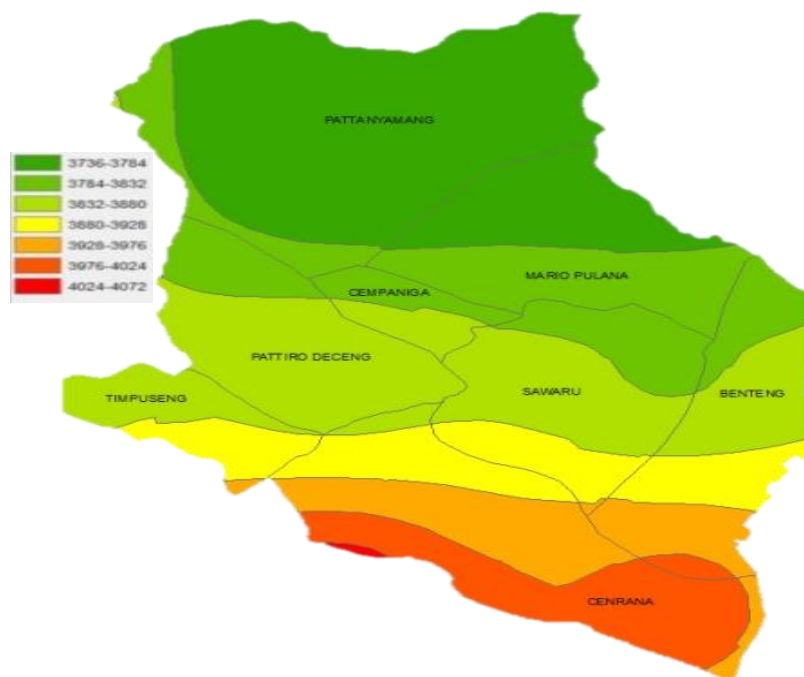 PATTANYAMANG
3736-3784
3784-3832
3832-3880
3880-3928
3928-3976
3976-4024
4024-4072
MARIO PULANA
CEMPANIGA
PATTIRO DECENG
TIMPUSENG
SAWARU
BENTENG
CENRANA